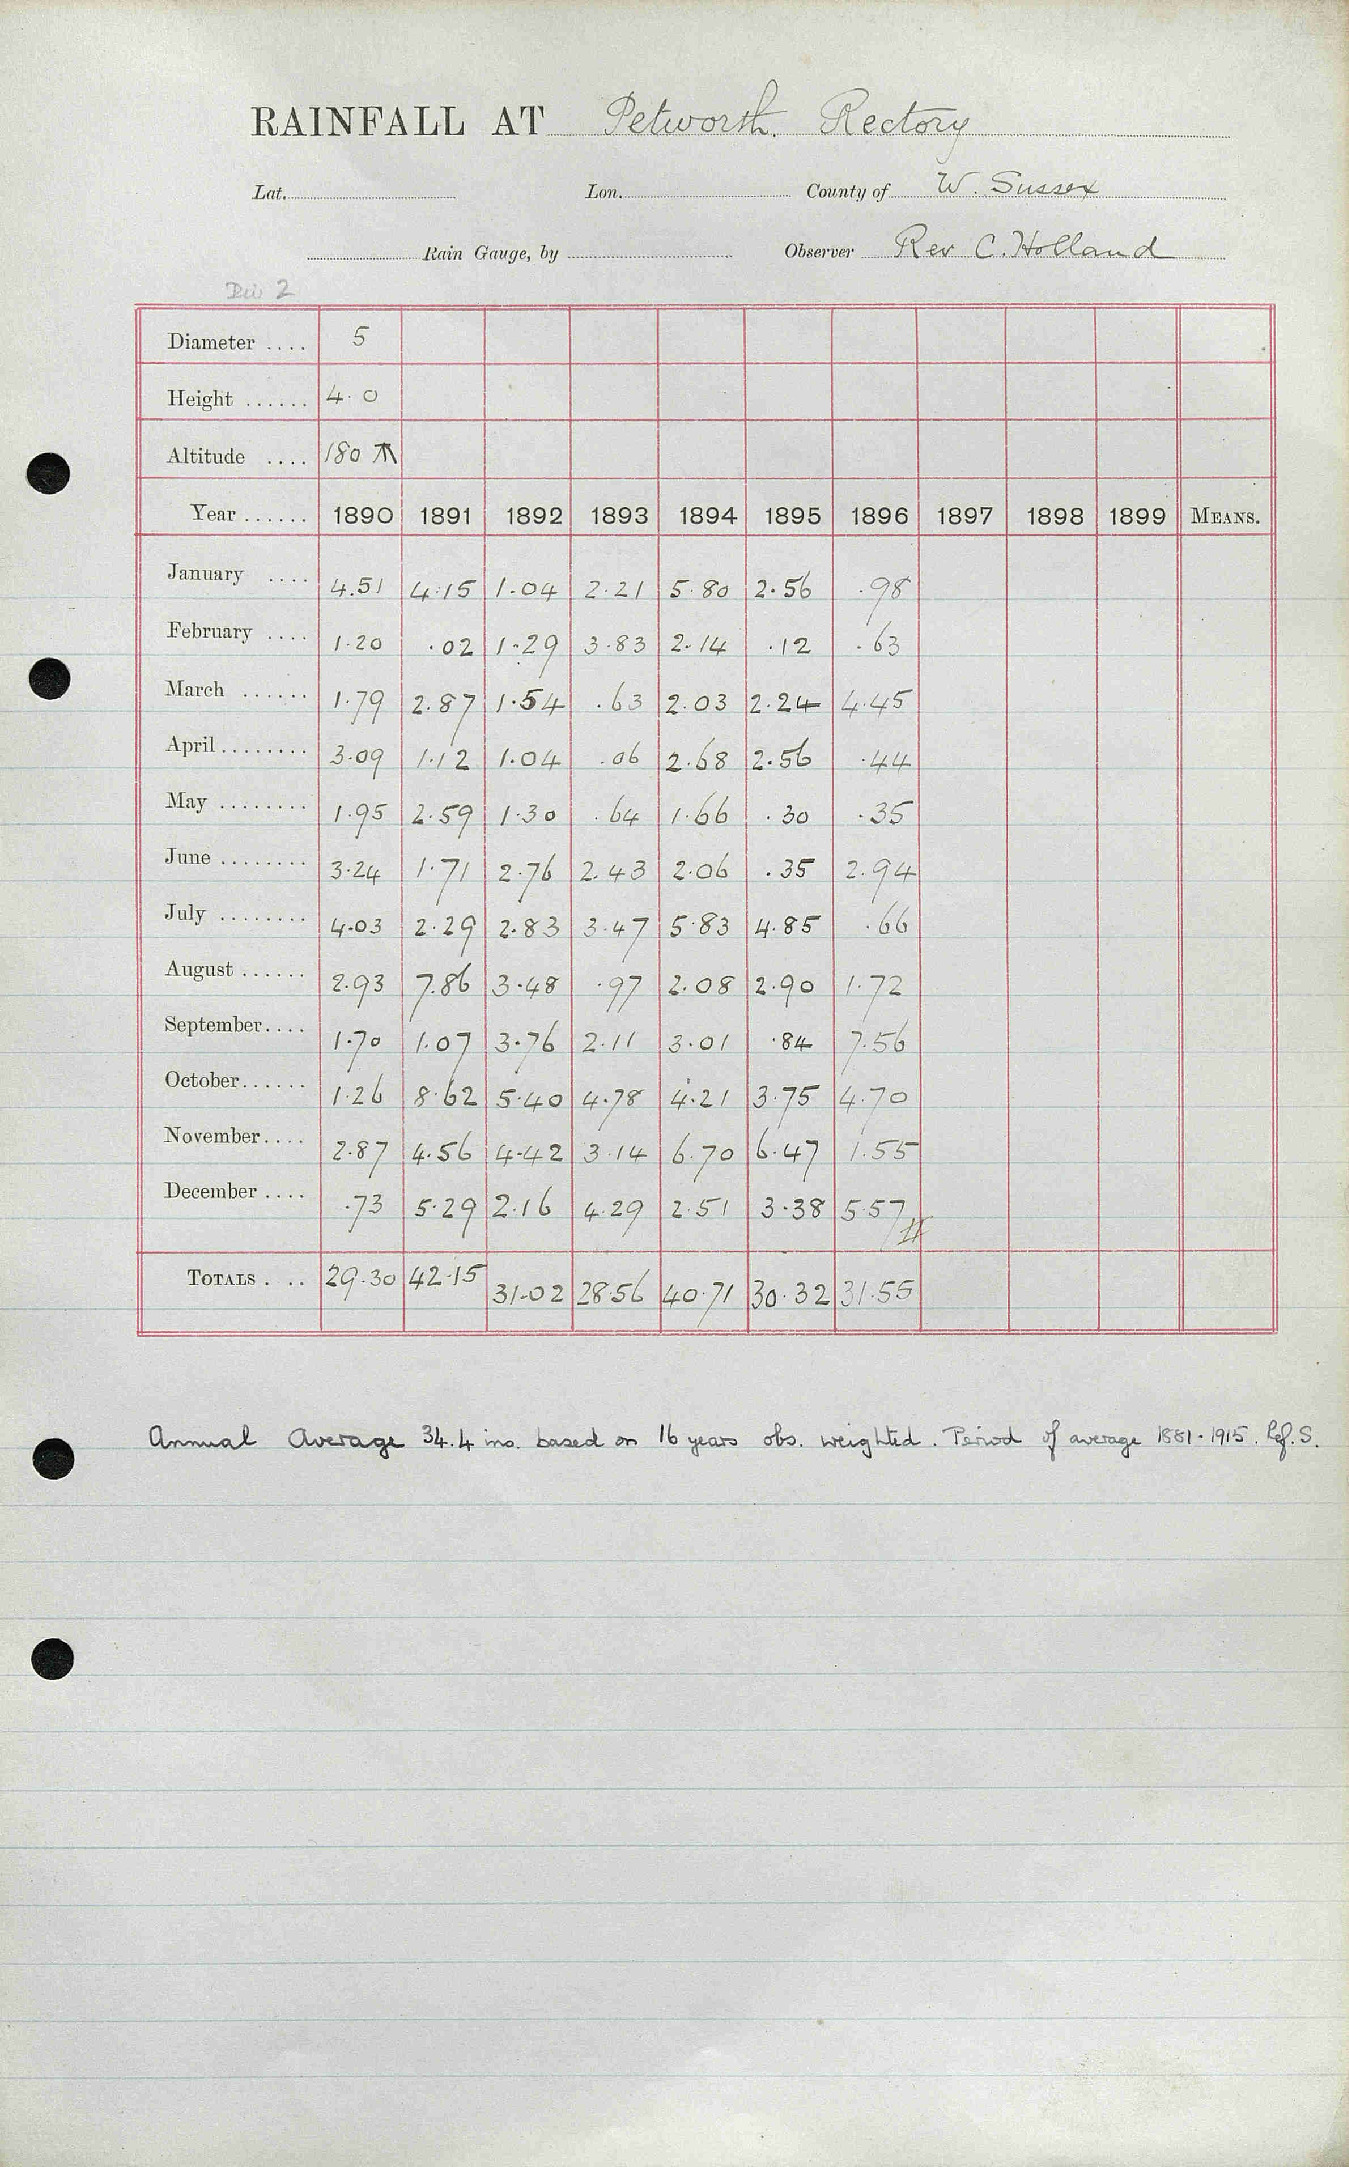 RAINFALL AT Petworth. Rectory
Lat. Lon. County of W. Sussex
Rain Gauge, by Observer Rev C. Holland
Div 2
Diameter .... 5
Height ...... 4.0
Altitude .... 180
Year ...... 1890 1891 1892 1893 1894 1895 1896 1897 1898 1899 MEANS.
January .... 4.51 4.15 1.04 2.21 5.80 2.56 .98
February .... 1.20 .02 1.29 3.83 2.14 .12 .63
March ...... 1.79 2.87 1.54 .63 2.03 2.24 4.45
April ........ 3.09 1.12 1.04 .06 2.68 2.56 .44
May ........ 1.95 2.59 1.30 .64 1.66 .30 .35
June ........ 3.24 1.71 2.76 2.43 2.06 .35 2.94
July ........ 4.03 2.29 2.83 3.47 5.83 4.85 .66
August ...... 2.93 7.86 3.48 .97 2.08 2.90 1.72
September.... 1.70 1.07 3.76 2.11 3.01 .84 7.56
October...... 1.26 8.62 5.40 4.78 4.21 3.75 4.70
November.... 2.87 4.56 4.42 3.14 6.70 6.47 1.55
December .... .73 5.29 2.16 4.29 2.51 3.38 5.57
TOTALS . .. 29.30 42.15 31.02 28.56 40.71 30.32 31.55
Annual Average 34.4 ins. based on 16 years obs. weighted. Period of average 1881-1915. Ref. S.